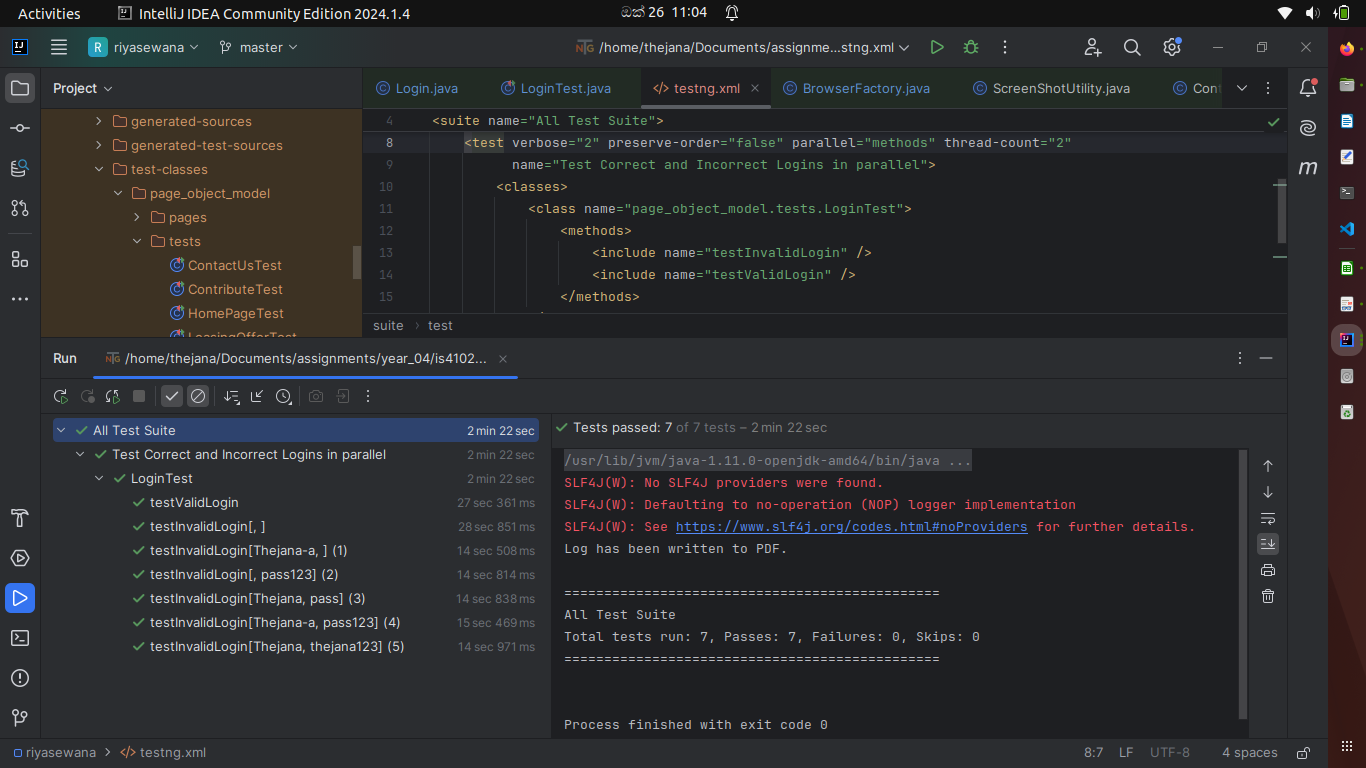 Activities
IntelliJ IDEA Community Edition 2024.1.4
ඔක් 26 11:04
R riyasewana
master
/home/thejana/Documents/assignme...stng.xml
Project
Login.java
LoginTest.java
testng.xml
BrowserFactory.java
ScreenShotUtility.java
Con
generated-sources
generated-test-sources
test-classes
page_object_model
pages
tests
ContactUsTest
ContributeTest
HomePageTest
LeasingOfferTest
4 <suite name="All Test Suite">
8 <test verbose="2" preserve-order="false" parallel="methods" thread-count="2"
9 name="Test Correct and Incorrect Logins in parallel">
10 <classes>
11 <class name="page_object_model.tests.LoginTest">
12 <methods>
13 <include name="testInvalidLogin" />
14 <include name="testValidLogin" />
15 </methods>
suite › test
Run
/home/thejana/Documents/assignments/year_04/is4102...
All Test Suite 2 min 22 sec
Test Correct and Incorrect Logins in parallel 2 min 22 sec
LoginTest 2 min 22 sec
testValidLogin 27 sec 361 ms
testInvalidLogin[, ] 28 sec 851 ms
testInvalidLogin[Thejana-a, ] (1) 14 sec 508 ms
testInvalidLogin[, pass123] (2) 14 sec 814 ms
testInvalidLogin[Thejana, pass] (3) 14 sec 838 ms
testInvalidLogin[Thejana-a, pass123] (4) 15 sec 469 ms
testInvalidLogin[Thejana, thejana123] (5) 14 sec 971 ms
Tests passed: 7 of 7 tests – 2 min 22 sec
/usr/lib/jvm/java-1.11.0-openjdk-amd64/bin/java ...
SLF4J(W): No SLF4J providers were found.
SLF4J(W): Defaulting to no-operation (NOP) logger implementation
SLF4J(W): See https://www.slf4j.org/codes.html#noProviders for further details.
Log has been written to PDF.
===============================================
All Test Suite
Total tests run: 7, Passes: 7, Failures: 0, Skips: 0
===============================================
Process finished with exit code 0
riyasewana > testng.xml
8:7 LF UTF-8 4 spaces